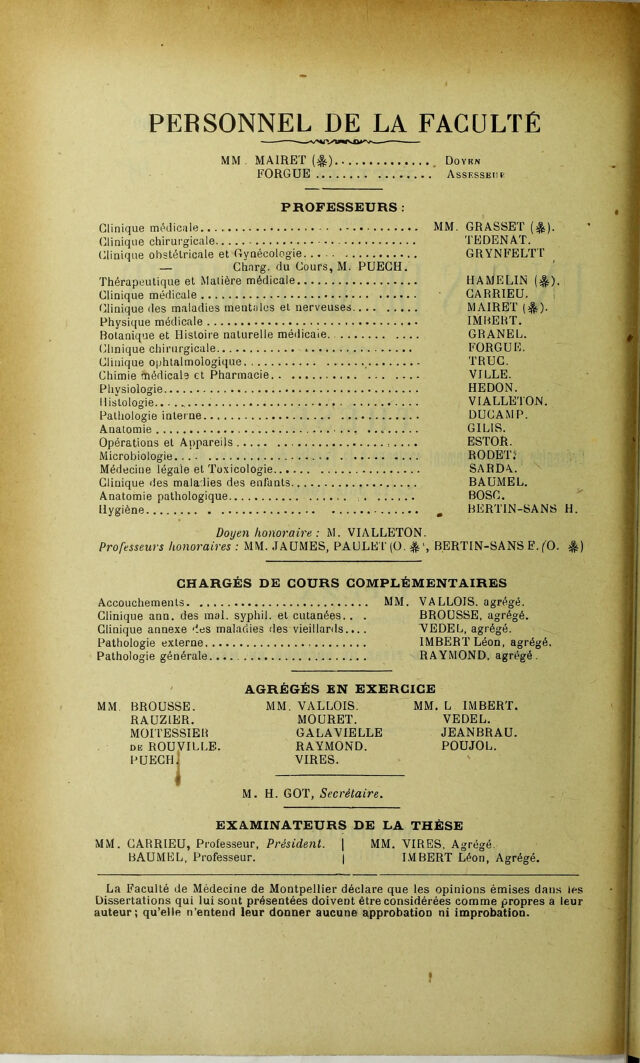 PERSONNEL DE LA FACULTÉ
MM. MAIRET (✻).............. DOYEN
FORGUE ................ ASSESSEUR
PROFESSEURS :
Clinique médicale.................... MM. GRASSET (✻).
Clinique chirurgicale.................... TEDENAT.
Clinique obstétricale et Gynécologie.................... GRYNFELTT
— Charg. du Cours, M. PUECH.
Thérapeutique et Matière médicale.................... HAMELIN (✻).
Clinique médicale .................... CARRIEU.
Clinique des maladies mentales et nerveuses.......... MAIRET (✻).
Physique médicale .................... IMBERT.
Botanique et Histoire naturelle médicale.......... GRANEL.
Clinique chirurgicale.................... FORGUE.
Clinique ophtalmologique.................... TRUC.
Chimie médicale et Pharmacie.................... VILLE.
Physiologie.................... HEDON.
Histologie.................... VIALLETON.
Pathologie interne.................... DUCAMP.
Anatomie .................... GILIS.
Opérations et Appareils .................... ESTOR.
Microbiologie.................... RODET.
Médecine légale et Toxicologie.................... SARDA.
Clinique des maladies des enfants.................... BAUMEL.
Anatomie pathologique.................... BOSC.
Hygiène.................... BERTIN-SANS H.
Doyen honoraire : M. VIALLETON.
Professeurs honoraires : MM. JAUMES, PAULET (O. ✻), BERTIN-SANS E. (O. ✻)
CHARGÉS DE COURS COMPLÉMENTAIRES
Accouchements.................... MM. VALLOIS, agrégé.
Clinique ann. des mal. syphil. et cutanées.... BROUSSE, agrégé.
Clinique annexe des maladies des vieillards.... VEDEL, agrégé.
Pathologie externe.................... IMBERT Léon, agrégé.
Pathologie générale.................... RAYMOND, agrégé.
AGRÉGÉS EN EXERCICE
MM. BROUSSE. MM. VALLOIS. MM. L IMBERT.
RAUZIER. MOURET. VEDEL.
MOITESSIER GALAVIELLE JEANBRAU.
DE ROUVILLE. RAYMOND. POUJOL.
PUECH. VIRES.
M. H. GOT, Secrétaire.
EXAMINATEURS DE LA THÈSE
MM. CARRIEU, Professeur, Président. | MM. VIRES, Agrégé.
BAUMEL, Professeur. | IMBERT Léon, Agrégé.
La Faculté de Médecine de Montpellier déclare que les opinions émises dans les
Dissertations qui lui sont présentées doivent être considérées comme propres a leur
auteur ; qu'elle n'entend leur donner aucune approbation ni improbation.